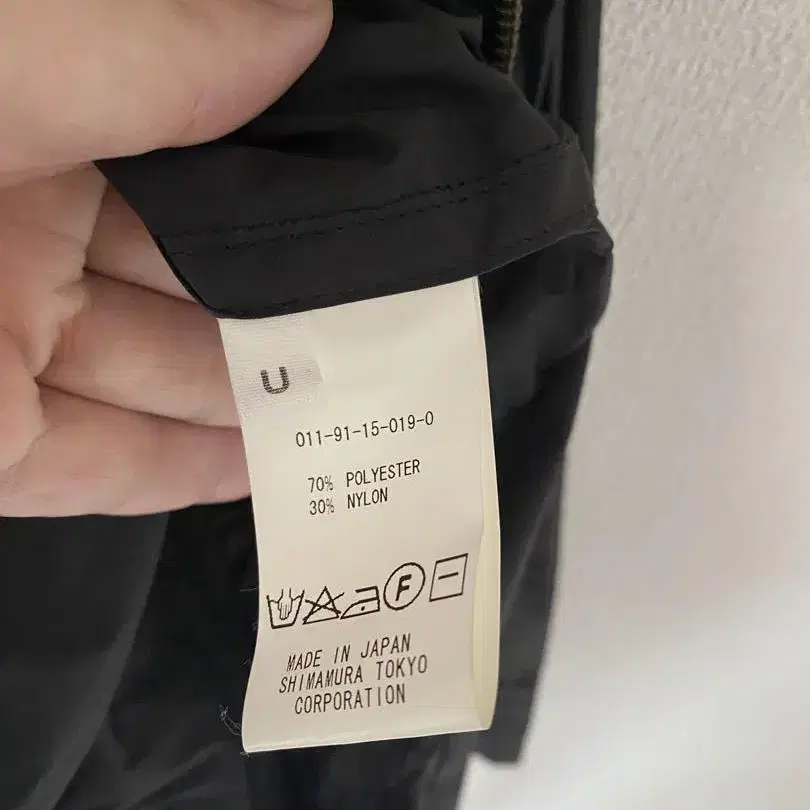 U
011-91-15-019-0
70% POLYESTER
30% NYLON
F
MADE IN JAPAN
SHIMAMURA TOKYO
CORPORATION